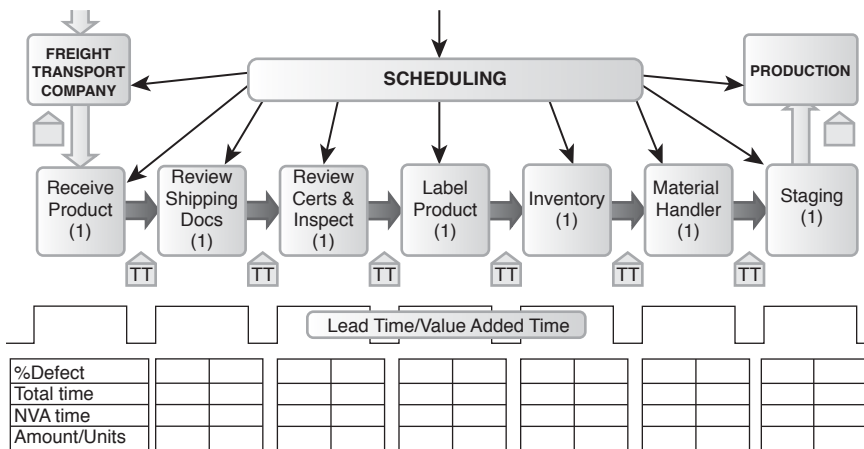 FREIGHT
TRANSPORT
COMPANY
SCHEDULING
PRODUCTION
Receive
Product
(1)
Review
Shipping
Docs
(1)
Review
Certs &
Inspect
(1)
Label
Product
(1)
Inventory
(1)
Material
Handler
(1)
Staging
(1)
TT
TT
TT
TT
TT
TT
Lead Time/Value Added Time
%Defect
Total time
NVA time
Amount/Units